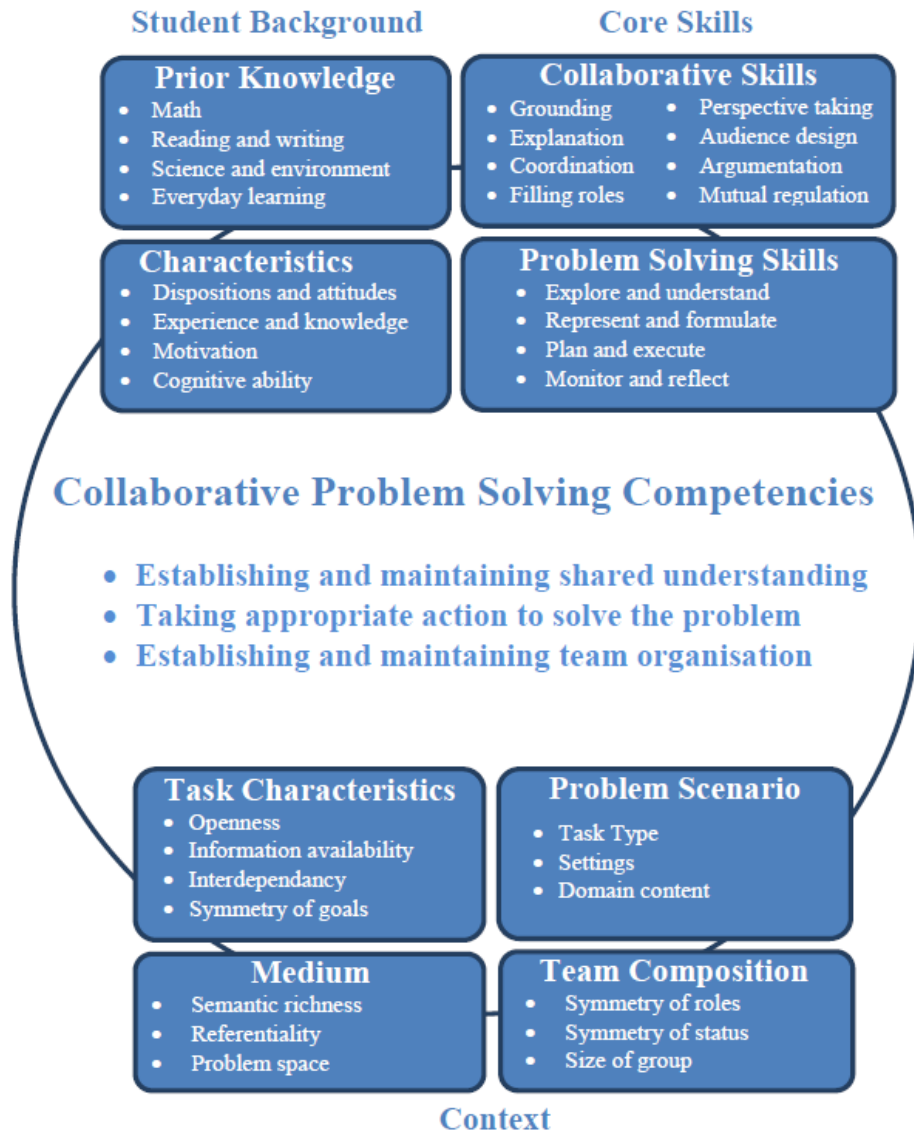 Student Background
Core Skills
Prior Knowledge
• Math
• Reading and writing
• Science and environment
• Everyday learning
Collaborative Skills
• Grounding
• Explanation
• Coordination
• Filling roles
• Perspective taking
• Audience design
• Argumentation
• Mutual regulation
Characteristics
• Dispositions and attitudes
• Experience and knowledge
• Motivation
• Cognitive ability
Problem Solving Skills
• Explore and understand
• Represent and formulate
• Plan and execute
• Monitor and reflect
Collaborative Problem Solving Competencies
• Establishing and maintaining shared understanding
• Taking appropriate action to solve the problem
• Establishing and maintaining team organisation
Task Characteristics
• Openness
• Information availability
• Interdependancy
• Symmetry of goals
Problem Scenario
• Task Type
• Settings
• Domain content
Medium
• Semantic richness
• Referentiality
• Problem space
Team Composition
• Symmetry of roles
• Symmetry of status
• Size of group
Context